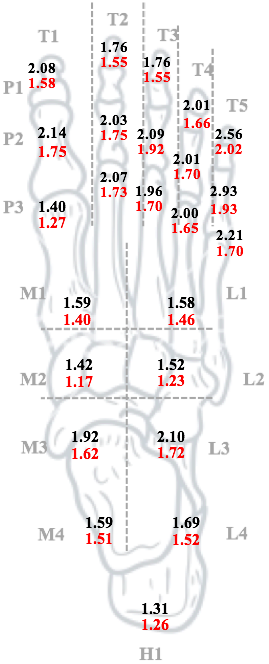 T2
T1
T3
1.76
1.76
1.55
1.55
2.08
1.58
T4
P1
2.01
1.66
T5
2.03
1.75
2.14
1.75
P2
2.09
1.92
2.56
2.02
2.01
1.70
2.07
1.73
1.96
1.70
2.93
1.93
P3
1.40
1.27
2.00
1.65
2.21
1.70
M1
1.59
1.40
1.58
1.46
L1
M2
1.42
1.17
1.52
1.23
L2
M3
1.92
1.62
2.10
1.72
L3
M4
1.59
1.51
1.69
1.52
L4
1.31
1.26
H1